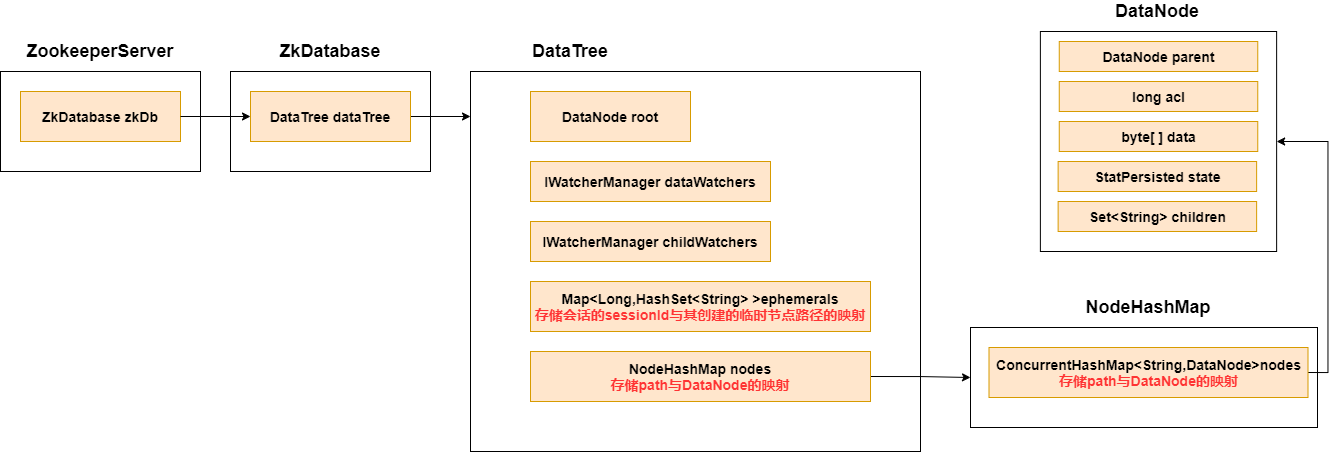 ZookeeperServer
ZkDatabase zkDb
ZkDatabase
DataTree dataTree
DataTree
DataNode root
IWatcherManager dataWatchers
IWatcherManager childWatchers
Map<Long,HashSet<String> >ephemerals
存储会话的sessionId与其创建的临时节点路径的映射
NodeHashMap nodes
存储path与DataNode的映射
DataNode
DataNode parent
long acl
byte[ ] data
StatPersisted state
Set<String> children
NodeHashMap
ConcurrentHashMap<String,DataNode>nodes
存储path与DataNode的映射